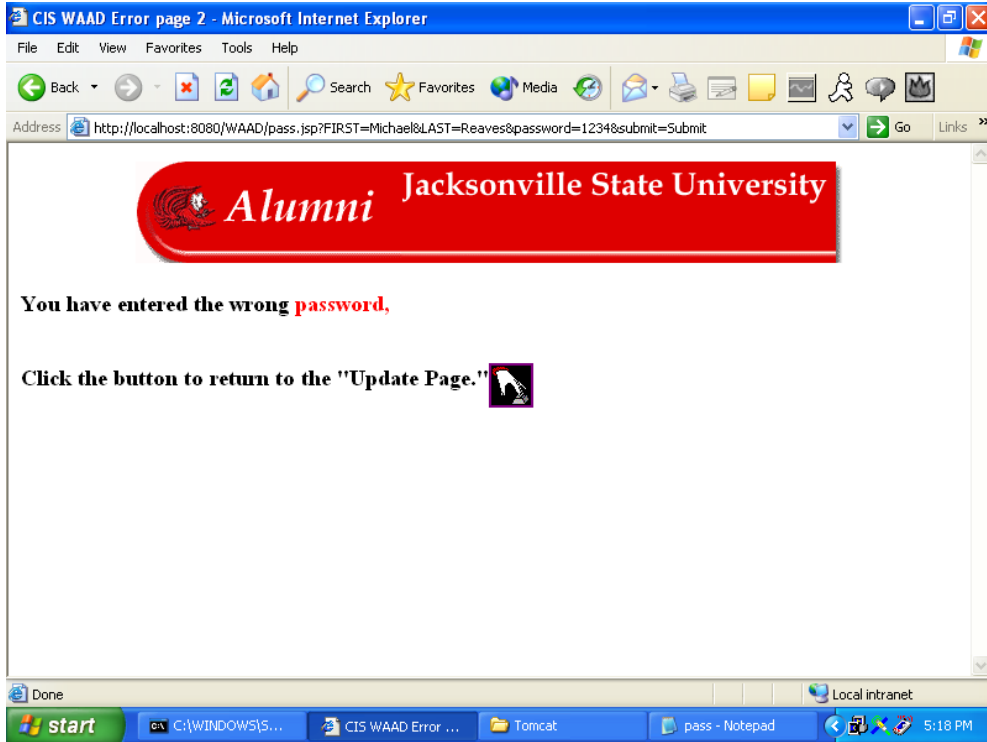 CIS WAAD Error page 2 - Microsoft Internet Explorer
File Edit View Favorites Tools Help
Back Search Favorites Media
Address http://localhost:8080/WAAD/pass.jsp?FIRST=Michael&LAST=Reaves&password=1234&submit=Submit Go Links »
Alumni Jacksonville State University
You have entered the wrong password,
Click the button to return to the "Update Page."
Done Local intranet
start C:\WINDOWS\S... CIS WAAD Error ... Tomcat pass - Notepad 5:18 PM